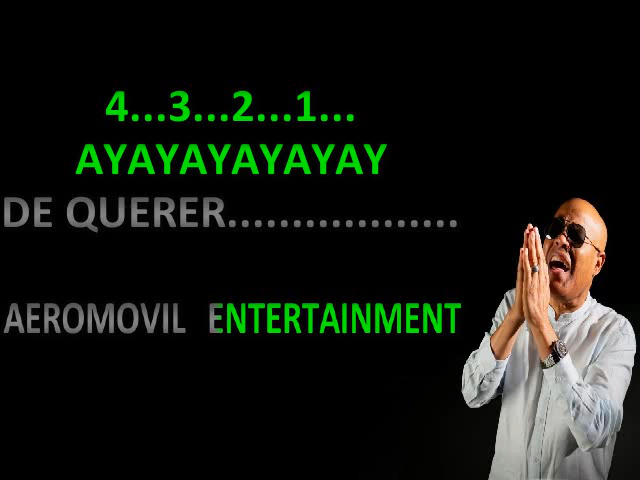 4...3...2...1...
AYAYAYAYAYAY
DE QUERER..................
AEROMOVIL ENTERTAINMENT